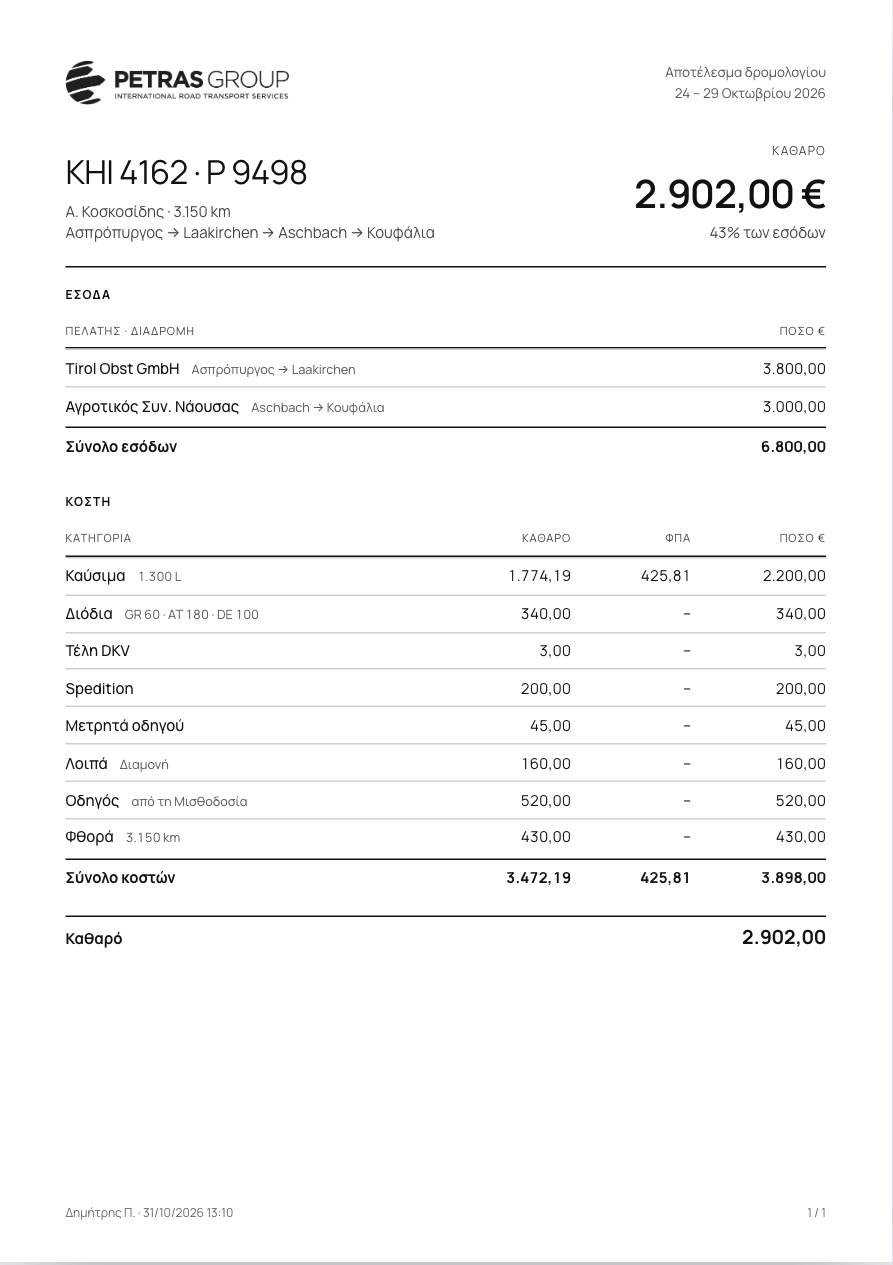 PETRAS GROUP
INTERNATIONAL ROAD TRANSPORT SERVICES
Αποτέλεσμα δρομολογίου
24 – 29 Οκτωβρίου 2026
ΚΗΙ 4162 · P 9498
Α. Κοσκοσίδης · 3.150 km
Ασπρόπυργος → Laakirchen → Aschbach → Κουφάλια
ΚΑΘΑΡΟ
2.902,00 €
43% των εσόδων
ΕΣΟΔΑ
ΠΕΛΑΤΗΣ · ΔΙΑΔΡΟΜΗ ΠΟΣΟ €
Tirol Obst GmbH Ασπρόπυργος → Laakirchen 3.800,00
Αγροτικός Συν. Νάουσας Aschbach → Κουφάλια 3.000,00
Σύνολο εσόδων 6.800,00
ΚΟΣΤΗ
ΚΑΤΗΓΟΡΙΑ ΚΑΘΑΡΟ ΦΠΑ ΠΟΣΟ €
Καύσιμα 1.300 L 1.774,19 425,81 2.200,00
Διόδια GR 60 · AT 180 · DE 100 340,00 – 340,00
Τέλη DKV 3,00 – 3,00
Spedition 200,00 – 200,00
Μετρητά οδηγού 45,00 – 45,00
Λοιπά Διαμονή 160,00 – 160,00
Οδηγός από τη Μισθοδοσία 520,00 – 520,00
Φθορά 3.150 km 430,00 – 430,00
Σύνολο κοστών 3.472,19 425,81 3.898,00
Καθαρό 2.902,00
Δημήτρης Π. · 31/10/2026 13:10 1 / 1